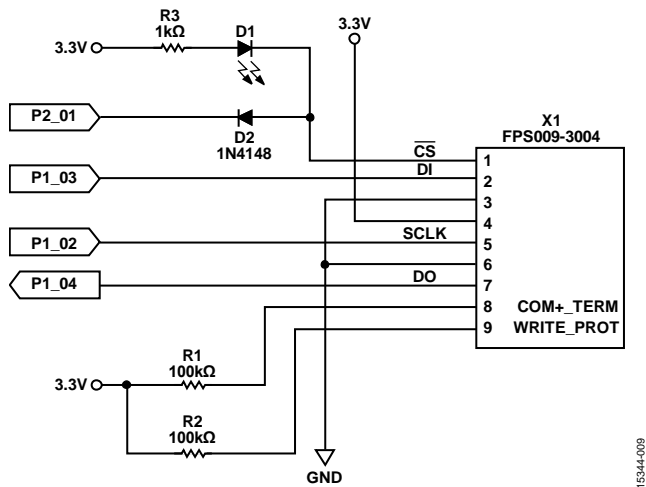 R3
1kΩ
D1
3.3V
3.3V
P2_01
D2
1N4148
X1
FPS009-3004
CS
1
P1_03
DI
2
3
4
P1_02
SCLK
5
6
P1_04
DO
7
8
COM+_TERM
9
WRITE_PROT
R1
100kΩ
3.3V
R2
100kΩ
GND
15344-009